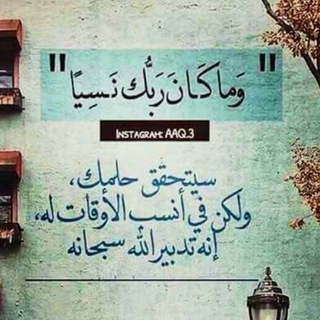 " وَمَا كَانَ رَبُّكَ نَسِيًّا "
INSTAGRAM: AAQ.3
سيتحقق حلمك،
ولكن في أنسب الأوقات له،
إنه تدبير الله سبحانه